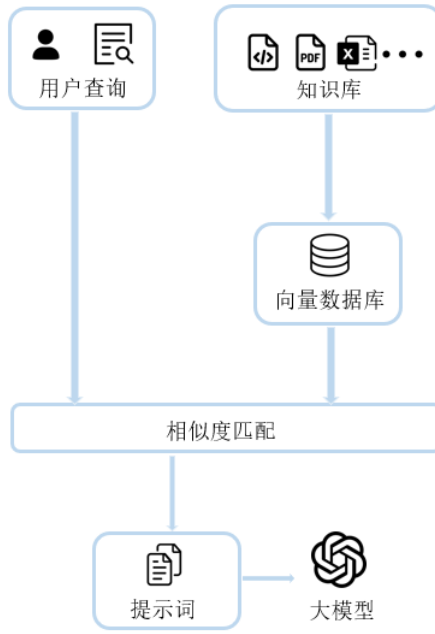 用户查询
</> PDF X
知识库
向量数据库
相似度匹配
提示词
大模型